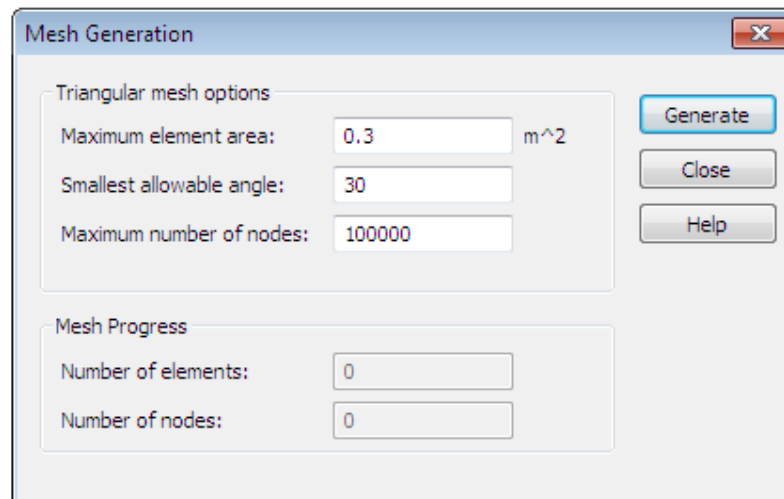 Mesh Generation
Triangular mesh options
Maximum element area: 0.3 m^2
Smallest allowable angle: 30
Maximum number of nodes: 100000
Generate
Close
Help
Mesh Progress
Number of elements: 0
Number of nodes: 0